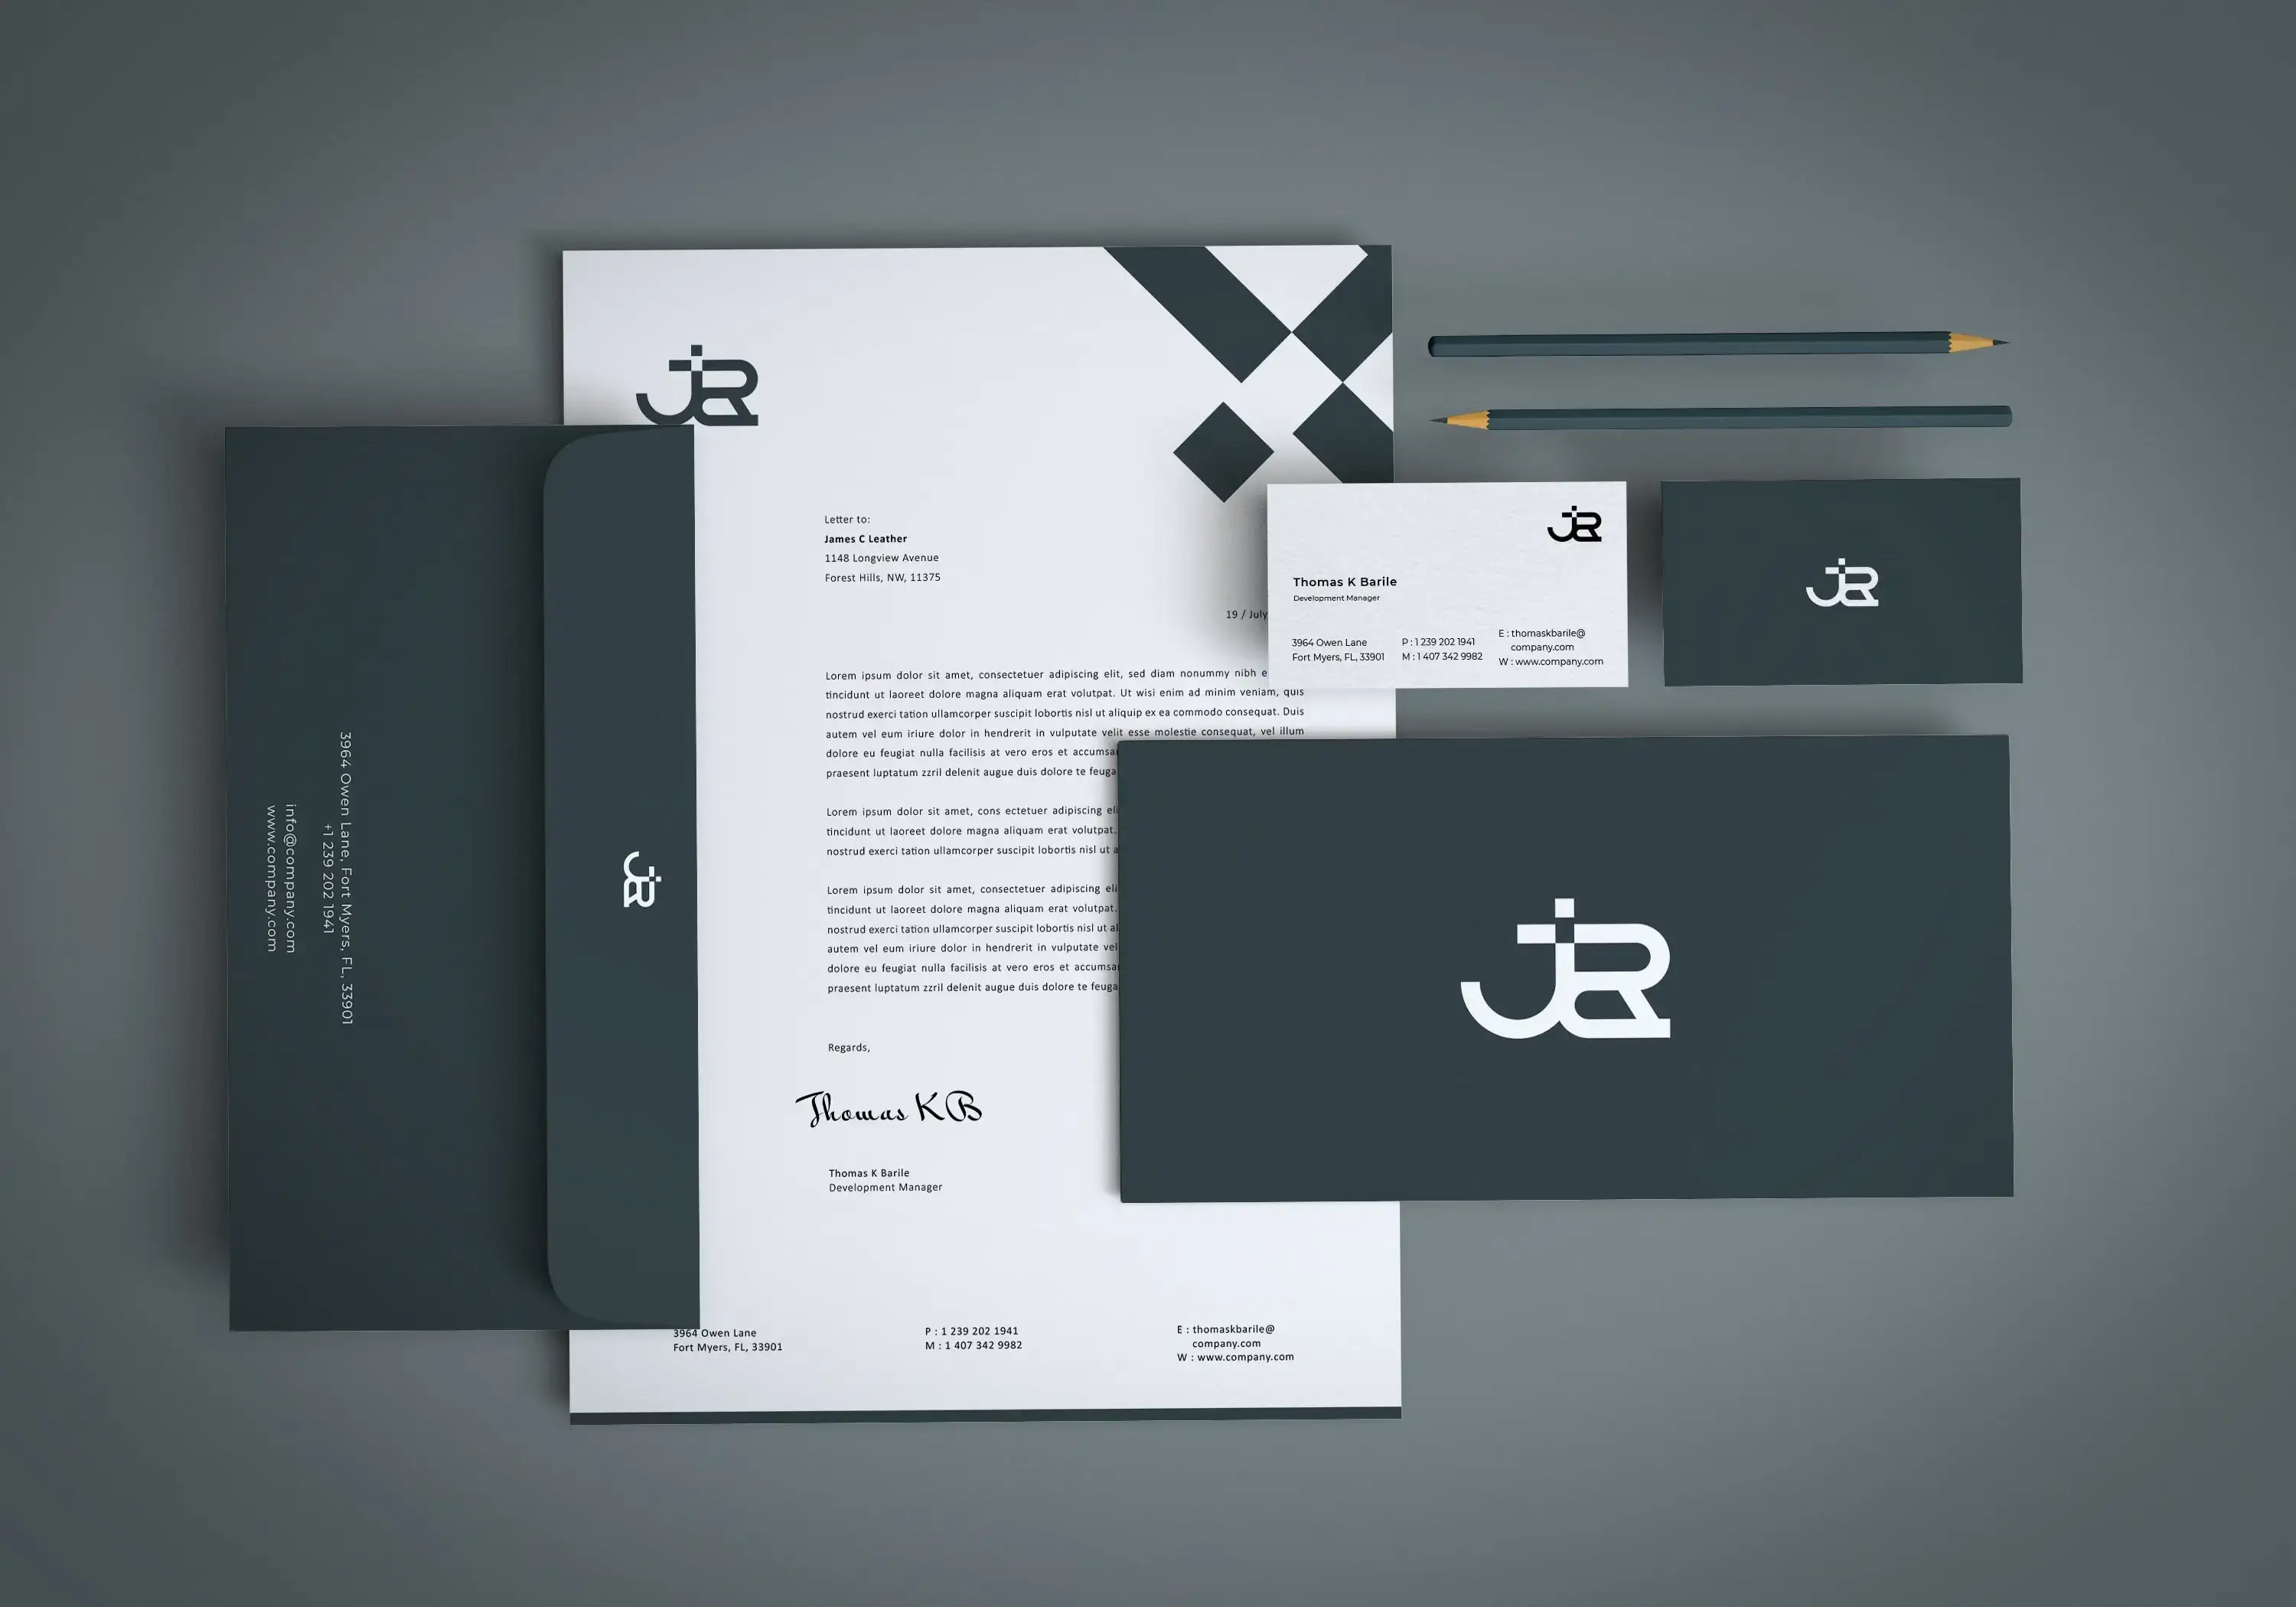 JR
Letter to:
James C Leather
1148 Longview Avenue
Forest Hills, NW, 11375
19 / July
Lorem ipsum dolor sit amet, consectetuer adipiscing elit, sed diam nonummy nibh
tincidunt ut laoreet dolore magna aliquam erat volutpat. Ut wisi enim ad minim veniam, quis
nostrud exerci tation ullamcorper suscipit lobortis nisl ut aliquip ex ea commodo consequat. Duis
autem vel eum iriure dolor in hendrerit in vulputate velit esse molestie consequat, vel illum
dolore eu feugiat nulla facilisis at vero eros et accumsa
praesent luptatum zzril delenit augue duis dolore te feuga
Lorem ipsum dolor sit amet, cons ectetuer adipiscing eli
tincidunt ut laoreet dolore magna aliquam erat volutpat.
nostrud exerci tation ullamcorper suscipit lobortis nisl ut a
Lorem ipsum dolor sit amet, consectetuer adipiscing eli
tincidunt ut laoreet dolore magna aliquam erat volutpat.
nostrud exerci tation ullamcorper suscipit lobortis nisl ut al
autem vel eum iriure dolor in hendrerit in vulputate vel
dolore eu feugiat nulla facilisis at vero eros et accumsa
praesent luptatum zzril delenit augue duis dolore te feuga
Regards,
Thomas K B
Thomas K Barile
Development Manager
3964 Owen Lane
Fort Myers, FL, 33901
P : 1 239 202 1941
M : 1 407 342 9982
E : thomaskbarile@
company.com
W : www.company.com
3964 Owen Lane, Fort Myers, FL, 33901
+1 239 202 1941
info@company.com
www.company.com
JR
JR
Thomas K Barile
Development Manager
3964 Owen Lane
Fort Myers, FL, 33901
P : 1 239 202 1941
M : 1 407 342 9982
E : thomaskbarile@
company.com
W : www.company.com
JR
JR